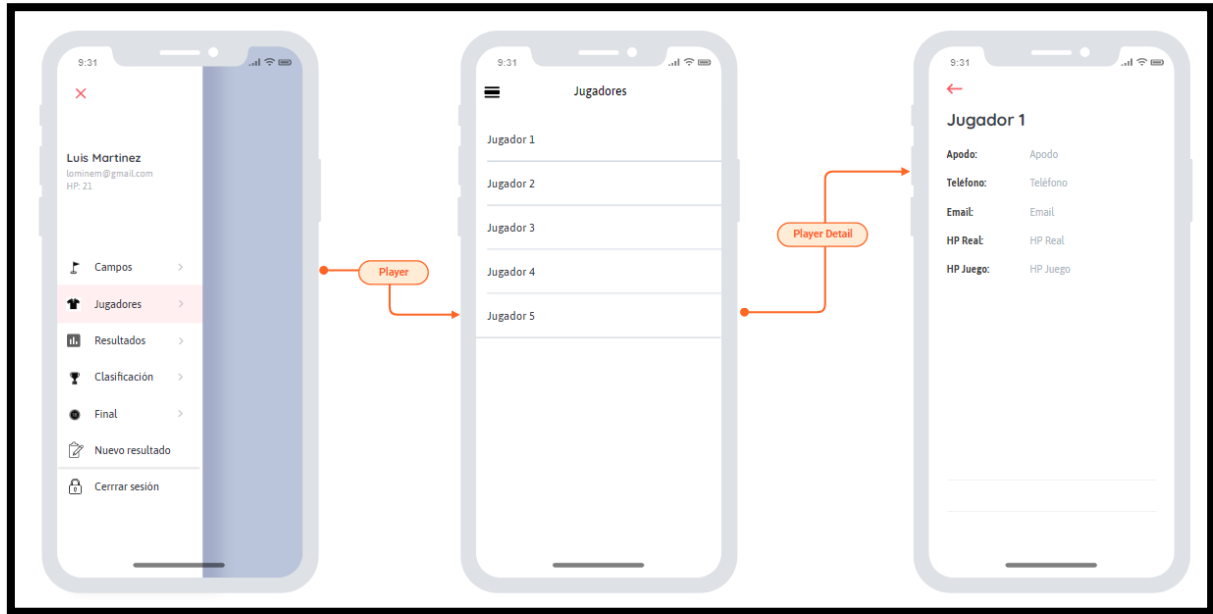 9:31
Luis Martinez
lominem@gmail.com
HP: 21
Campos
Jugadores
Resultados
Clasificación
Final
Nuevo resultado
Cerrrar sesión
Player
9:31
Jugadores
Jugador 1
Jugador 2
Jugador 3
Jugador 4
Jugador 5
Player Detail
9:31
Jugador 1
Apodo: Apodo
Teléfono: Teléfono
Email: Email
HP Real: HP Real
HP Juego: HP Juego